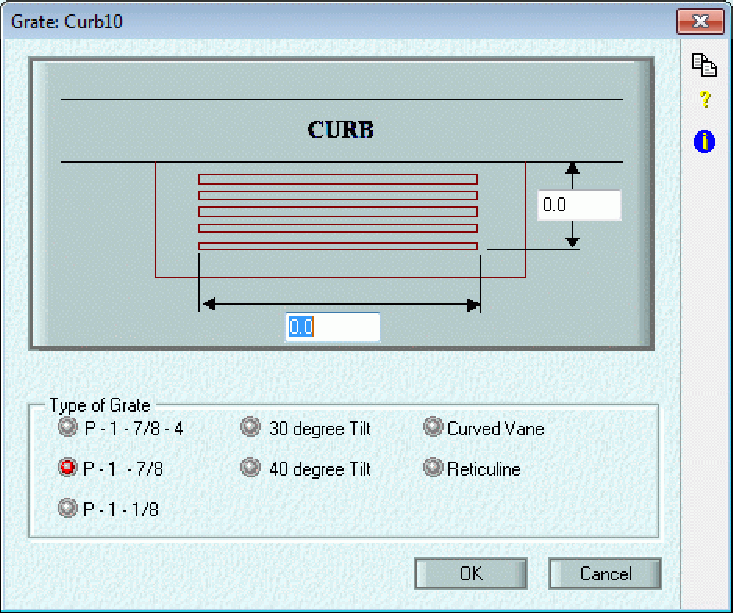 Grate: Curb10
CURB
0.0
0.0
Type of Grate
P - 1 - 7/8 - 4
30 degree Tilt
Curved Vane
P - 1 - 7/8
40 degree Tilt
Reticuline
P - 1 - 1/8
OK
Cancel